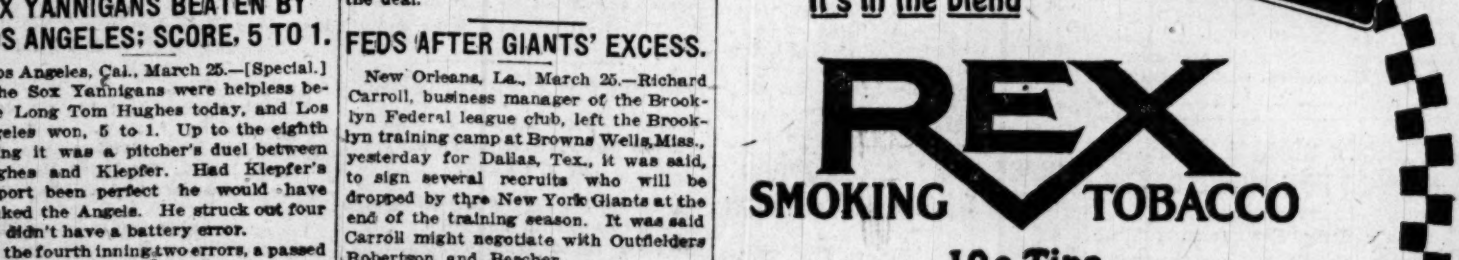 X YANNIGANS BEATEN BY
S ANGELES; SCORE, 5 TO 1.
os Angeles, Cal., March 25.—[Special.]
he Sox Yannigans were helpless be-
Long Tom Hughes today, and Los
eles won, 5 to 1. Up to the eighth
ng it was a pitcher's duel between
ghes and Klepfer. Had Klepfer's
port been perfect he would have
ked the Angels. He struck out four
didn't have a battery error.
the fourth inning two errors, a passed
the deal.
FEDS AFTER GIANTS' EXCESS.
New Orleans, La., March 25.—Richard
Carroll, business manager of the Brook-
lyn Federal league club, left the Brook-
lyn training camp at Browns Wells, Miss.,
yesterday for Dallas, Tex., it was said,
to sign several recruits who will be
dropped by thre New York Giants at the
end of the training season. It was said
Carroll might negotiate with Outfielders
Robertson and Bescher
It's in the Blend
REX
SMOKING TOBACCO
10c Tins